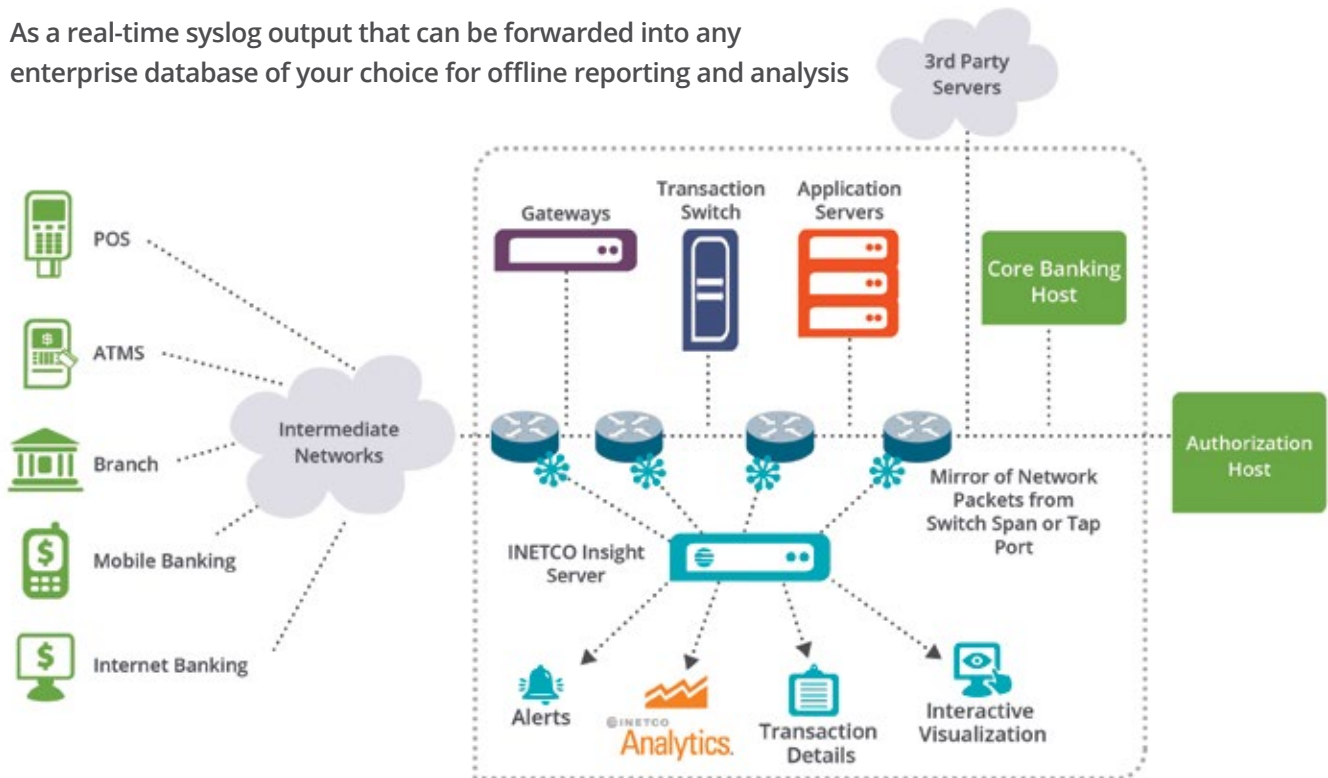 As a real-time syslog output that can be forwarded into any
enterprise database of your choice for offline reporting and analysis
3rd Party
Servers
Gateways
Transaction
Switch
Application
Servers
Core Banking
Host
POS
ATMS
Branch
Mobile Banking
Internet Banking
Intermediate
Networks
Authorization
Host
Mirror of Network
Packets from
Switch Span or Tap
Port
INETCO Insight
Server
Alerts
INETCO
Analytics.
Transaction
Details
Interactive
Visualization
$
$
$